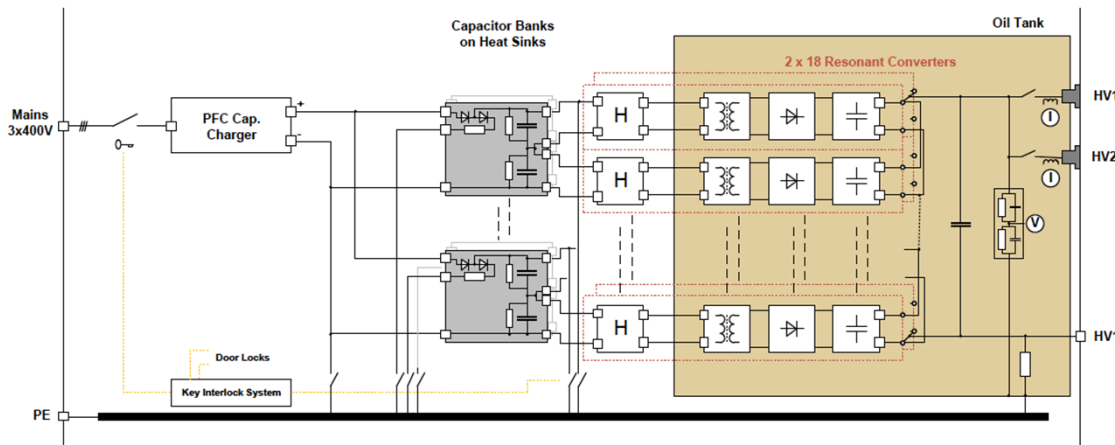 Capacitor Banks
on Heat Sinks
Oil Tank
2 x 18 Resonant Converters
Mains
3x400V
PFC Cap.
Charger
+
-
H
HV1
I
H
HV2
I
V
H
HV1
Door Locks
Key Interlock System
PE